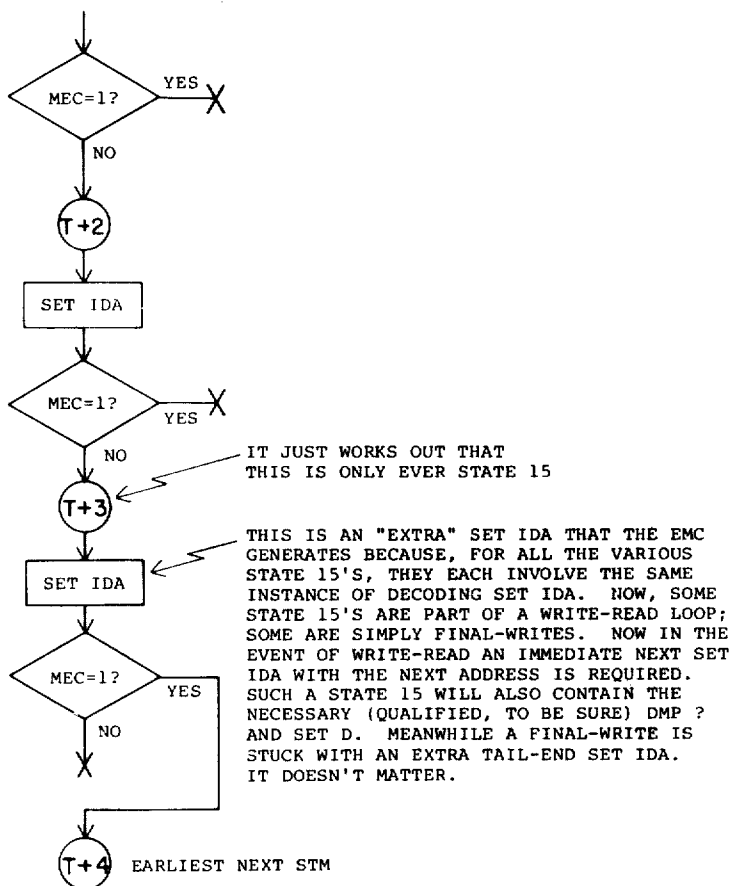 MEC=1?
YES
NO
T+2
SET IDA
MEC=1?
YES
NO
IT JUST WORKS OUT THAT
THIS IS ONLY EVER STATE 15
T+3
THIS IS AN "EXTRA" SET IDA THAT THE EMC
GENERATES BECAUSE, FOR ALL THE VARIOUS
STATE 15'S, THEY EACH INVOLVE THE SAME
INSTANCE OF DECODING SET IDA. NOW, SOME
STATE 15'S ARE PART OF A WRITE-READ LOOP;
SOME ARE SIMPLY FINAL-WRITES. NOW IN THE
EVENT OF WRITE-READ AN IMMEDIATE NEXT SET
IDA WITH THE NEXT ADDRESS IS REQUIRED.
SUCH A STATE 15 WILL ALSO CONTAIN THE
NECESSARY (QUALIFIED, TO BE SURE) DMP ?
AND SET D. MEANWHILE A FINAL-WRITE IS
STUCK WITH AN EXTRA TAIL-END SET IDA.
IT DOESN'T MATTER.
SET IDA
MEC=1?
YES
NO
T+4
EARLIEST NEXT STM